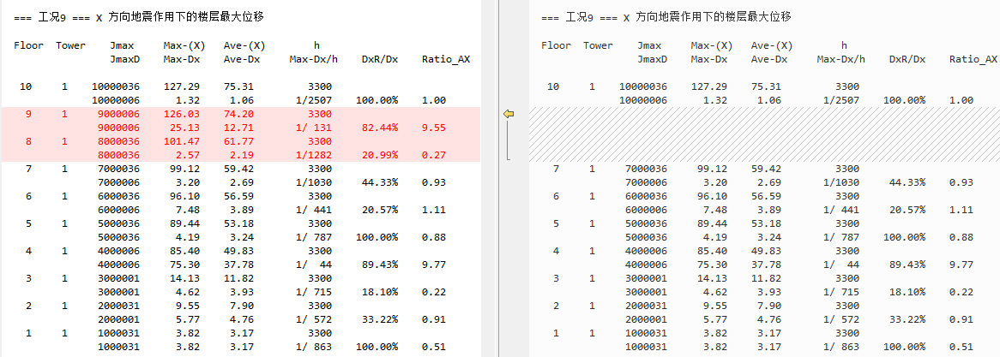 === 工况9 === X 方向地震作用下的楼层最大位移
Floor Tower Jmax Max-(X) Ave-(X) h
JmaxD Max-Dx Ave-Dx Max-Dx/h DxR/Dx Ratio_AX
10 1 10000036 127.29 75.31 3300
10000006 1.32 1.06 1/2507 100.00% 1.00
9 1 9000006 126.03 74.20 3300
9000006 25.13 12.71 1/ 131 82.44% 9.55
8 1 8000036 101.47 61.77 3300
8000036 2.57 2.19 1/1282 20.99% 0.27
7 1 7000036 99.12 59.42 3300
7000006 3.20 2.69 1/1030 44.33% 0.93
6 1 6000036 96.10 56.59 3300
6000006 7.48 3.89 1/ 441 20.57% 1.11
5 1 5000036 89.44 53.18 3300
5000036 4.19 3.24 1/ 787 100.00% 0.88
4 1 4000006 85.40 49.83 3300
4000006 75.30 37.78 1/ 44 89.43% 9.77
3 1 3000001 14.13 11.82 3300
3000001 4.62 3.93 1/ 715 18.10% 0.22
2 1 2000031 9.55 7.90 3300
2000001 5.77 4.76 1/ 572 33.22% 0.91
1 1 1000031 3.82 3.17 3300
1000031 3.82 3.17 1/ 863 100.00% 0.51
=== 工况9 === X 方向地震作用下的楼层最大位移
Floor Tower Jmax Max-(X) Ave-(X) h
JmaxD Max-Dx Ave-Dx Max-Dx/h DxR/Dx Ratio_AX
10 1 10000036 127.29 75.31 3300
10000006 1.32 1.06 1/2507 100.00% 1.00
7 1 7000036 99.12 59.42 3300
7000006 3.20 2.69 1/1030 44.33% 0.93
6 1 6000036 96.10 56.59 3300
6000006 7.48 3.89 1/ 441 20.57% 1.11
5 1 5000036 89.44 53.18 3300
5000036 4.19 3.24 1/ 787 100.00% 0.88
4 1 4000006 85.40 49.83 3300
4000006 75.30 37.78 1/ 44 89.43% 9.77
3 1 3000001 14.13 11.82 3300
3000001 4.62 3.93 1/ 715 18.10% 0.22
2 1 2000031 9.55 7.90 3300
2000001 5.77 4.76 1/ 572 33.22% 0.91
1 1 1000031 3.82 3.17 3300
1000031 3.82 3.17 1/ 863 100.00% 0.51